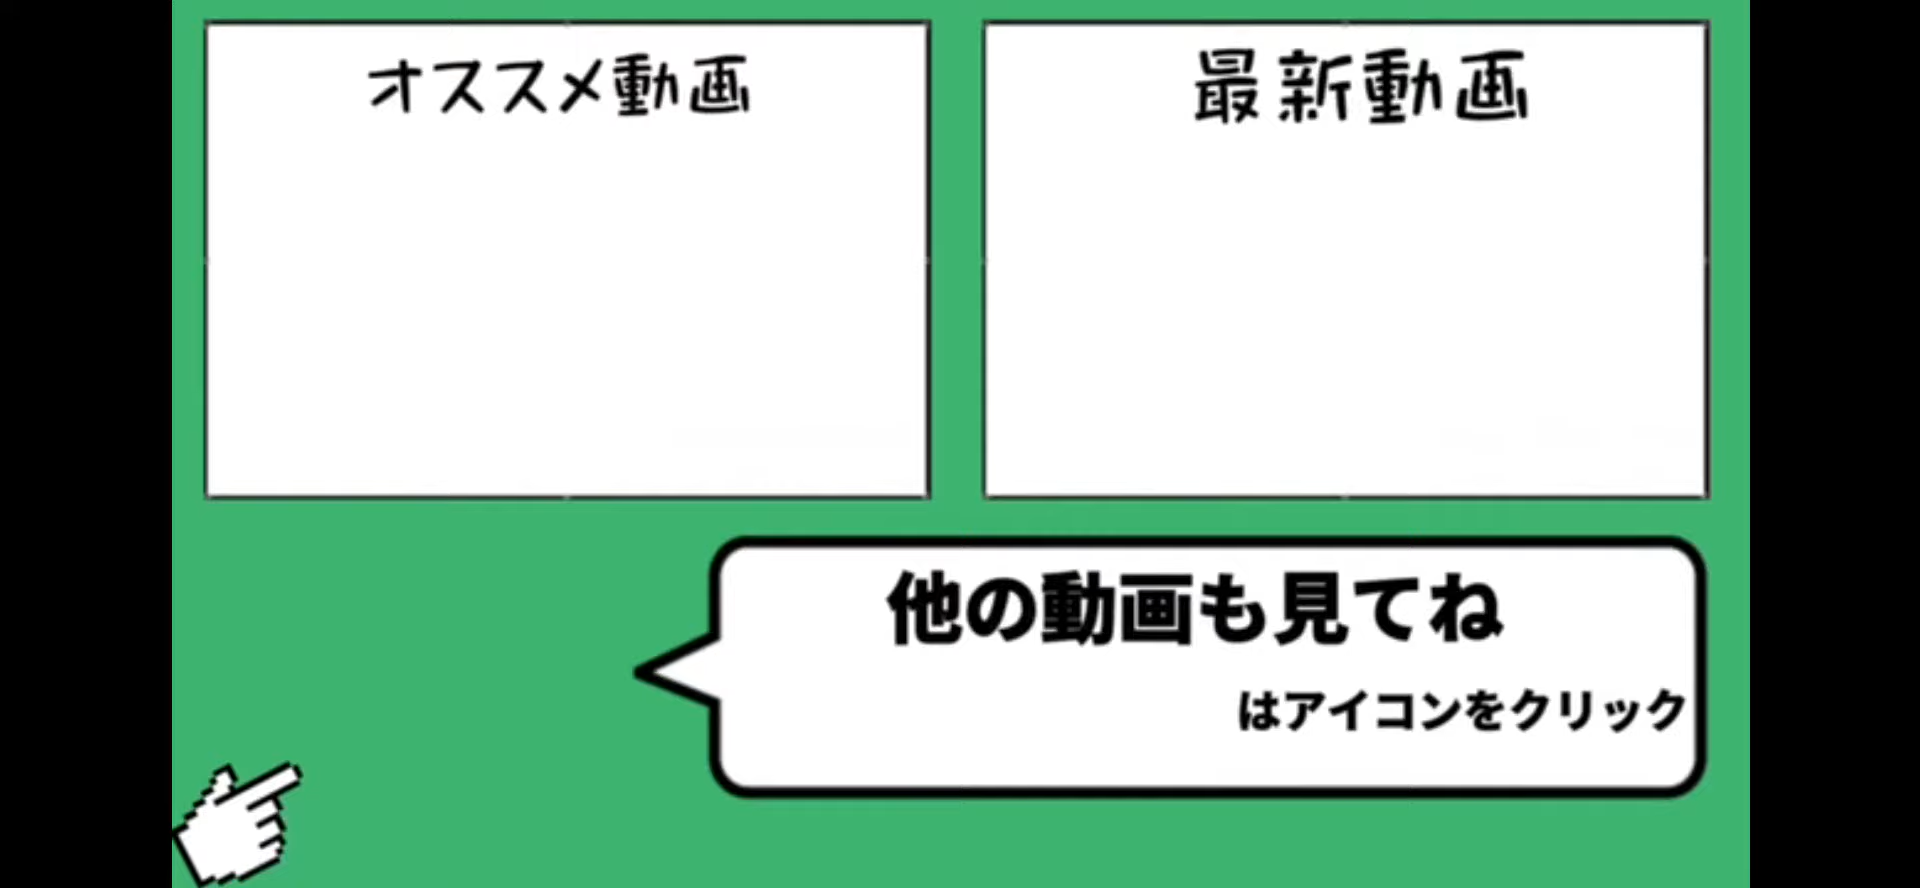 オススメ動画
最新動画
他の動画も見てね
はアイコンをクリック